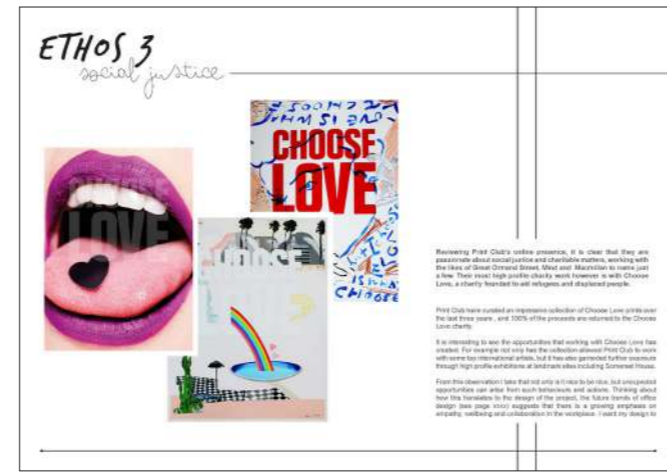 ETHOS 3
social justice
CHOOSE
LOVE
CHOOSE
LOVE
CHOOSE
CHOOSE
Reviewing Print Club's online presence, it is clear that they are
passionate about social justice and charitable matters, working with
the likes of Great Ormond Street, Mind and Macmillan to name just
a few. Their most high profile charity work however is with Choose
Love, a charity founded to aid refugees and displaced people.
Print Club have curated an impressive collection of Choose Love prints over
the last three years , and 100% of the proceeds are returned to the Choose
Love charity.
It is interesting to see the opportunities that working with Choose Love has
created. For example not only has the collection allowed Print Club to work
with some top international artists, but it has also garnered further exposure
through high profile exhibitions at landmark sites including Somerset House.
From this observation I take that not only is it nice to be nice, but unexpected
opportunities can arise from such behaviours and actions. Thinking about
how this translates to the design of the project, the future trends of office
design (see page xxxx) suggests that there is a growing emphasis on
empathy, wellbeing and collaboration in the workplace. I want my design to